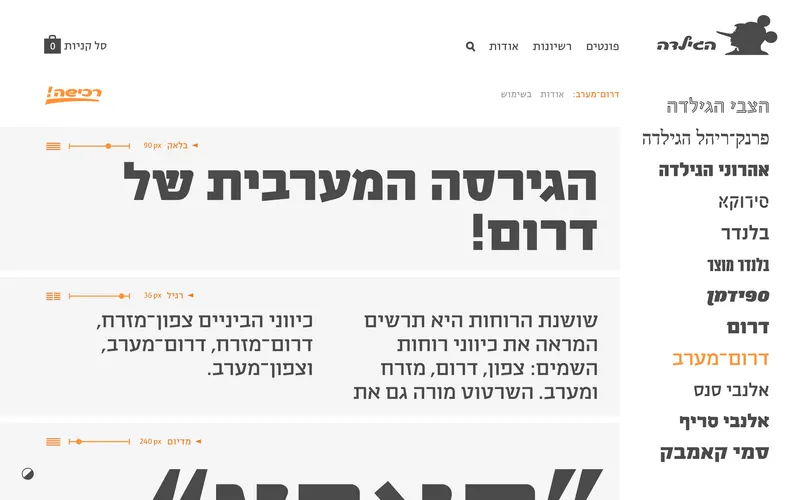 הגילדה
פונטים
רשיונות
אודות
סל קניות
0
דרום־מערב:
אודות
בשימוש
רכישה!
הצבי הגילדה
פרנק־ריהל הגילדה
אהרוני הגילדה
סידוקא
בלנדר
בלנדר מוצר
ספידמן
דרום
דרום־מערב
אלנבי סנס
אלנבי סריף
סמי קאמבק
בלאק
90 px
הגירסה המערבית של
דרום!
רגיל
36 px
שושנת הרוחות היא תרשים
המראה את כיווני רוחות
השמים: צפון, דרום, מזרח
ומערב. השרטוט מורה גם את
כיווני הביניים צפון־מזרח,
דרום־מזרח, דרום־מערב,
וצפון־מערב.
מדיום
240 px